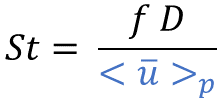 St = f D / < ū >p